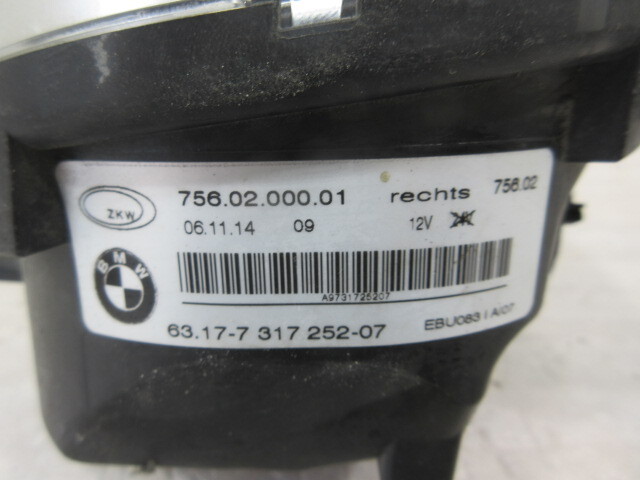 ZKW 756.02.000.01 rechts 756.02
06.11.14 09 12V
BMW
A9731725207
63.17-7 317 252-07 EBU083 I AI07